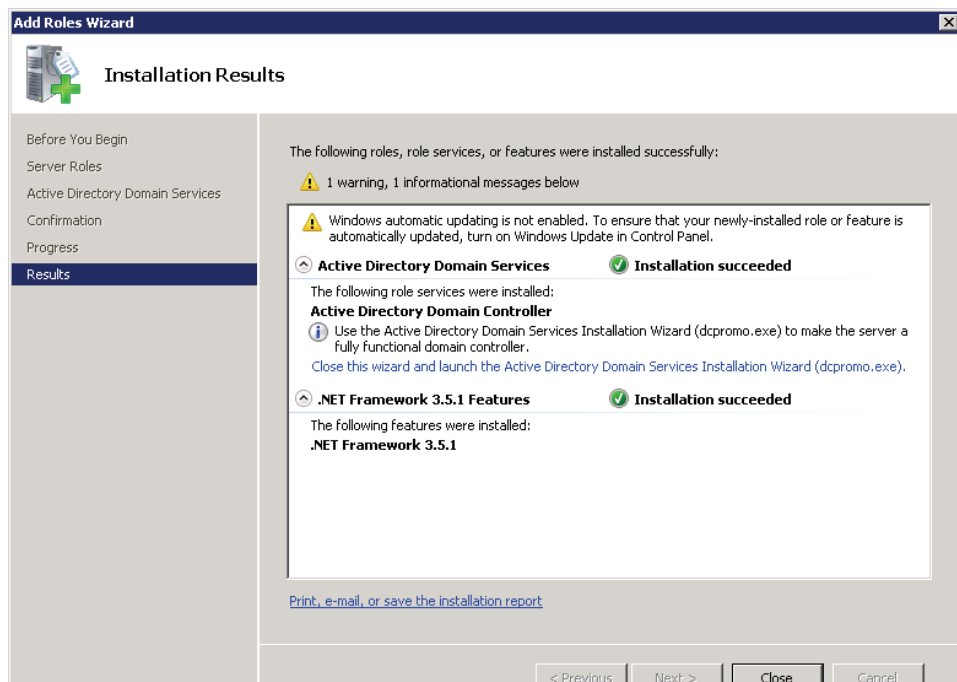 Add Roles Wizard
Installation Results
Before You Begin
Server Roles
Active Directory Domain Services
Confirmation
Progress
Results
The following roles, role services, or features were installed successfully:
1 warning, 1 informational messages below
Windows automatic updating is not enabled. To ensure that your newly-installed role or feature is
automatically updated, turn on Windows Update in Control Panel.
Active Directory Domain Services Installation succeeded
The following role services were installed:
Active Directory Domain Controller
Use the Active Directory Domain Services Installation Wizard (dcpromo.exe) to make the server a
fully functional domain controller.
Close this wizard and launch the Active Directory Domain Services Installation Wizard (dcpromo.exe).
.NET Framework 3.5.1 Features Installation succeeded
The following features were installed:
.NET Framework 3.5.1
Print, e-mail, or save the installation report
< Previous Next > Close Cancel